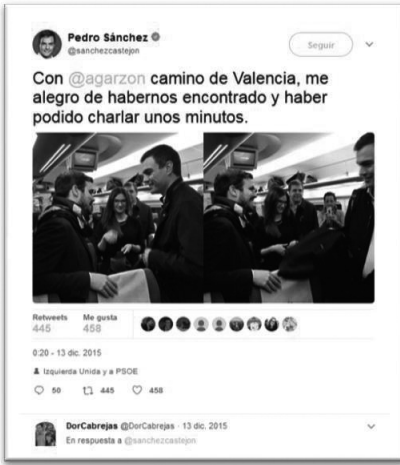 Pedro Sánchez
@sanchezcastejon
Seguir
Con @agarzon camino de Valencia, me
alegro de habernos encontrado y haber
podido charlar unos minutos.
Retweets Me gusta
445 458
0:20 - 13 dic. 2015
Izquierda Unida y a PSOE
50 445 458
DorCabrejas @DorCabrejas · 13 dic. 2015
En respuesta a @sanchezcastejon